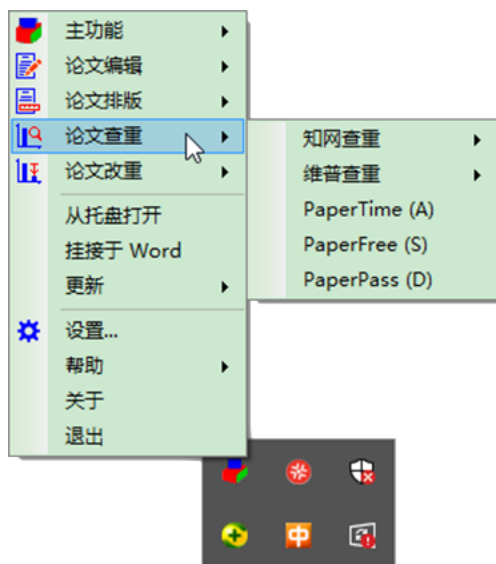 主功能
论文编辑
论文排版
论文查重
论文改重
从托盘打开
挂接于 Word
更新
设置...
帮助
关于
退出
知网查重
维普查重
PaperTime (A)
PaperFree (S)
PaperPass (D)
中